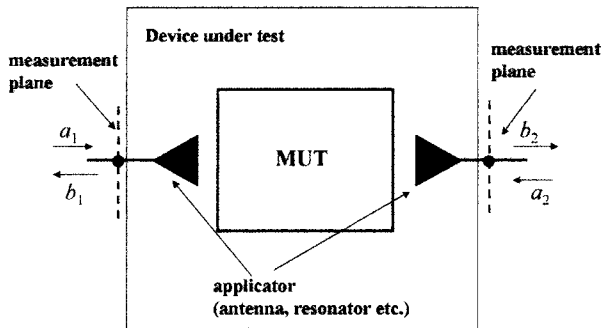 Device under test
measurement
plane
measurement
plane
a1
b1
MUT
b2
a2
applicator
(antenna, resonator etc.)